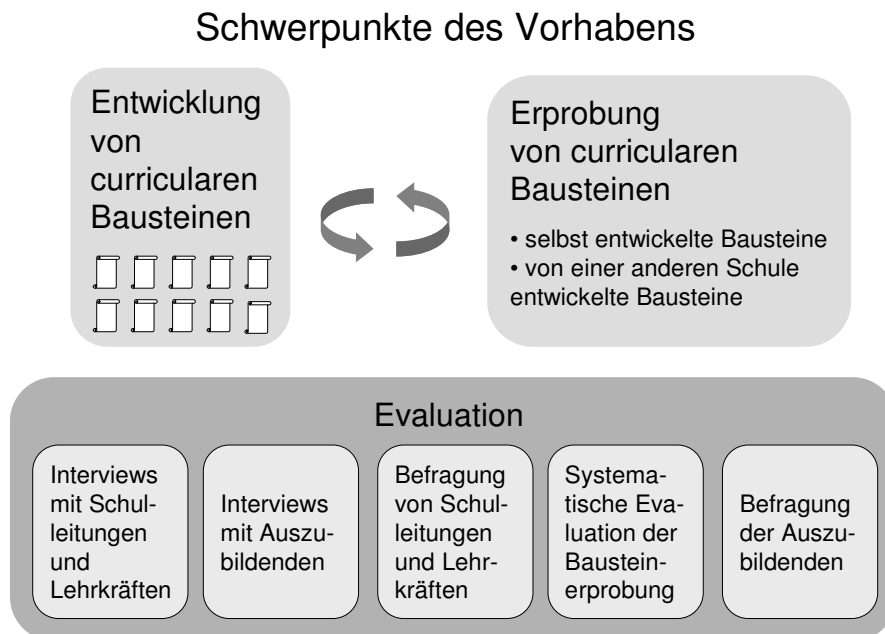 Schwerpunkte des Vorhabens
Entwicklung
von
curricularen
Bausteinen
Erprobung
von curricularen
Bausteinen
• selbst entwickelte Bausteine
• von einer anderen Schule
entwickelte Bausteine
Evaluation
Interviews
mit Schul-
leitungen
und
Lehrkräften
Interviews
mit Auszu-
bildenden
Befragung
von Schul-
leitungen
und Lehr-
kräften
Systema-
tische Eva-
luation der
Baustein-
erprobung
Befragung
der Auszu-
bildenden